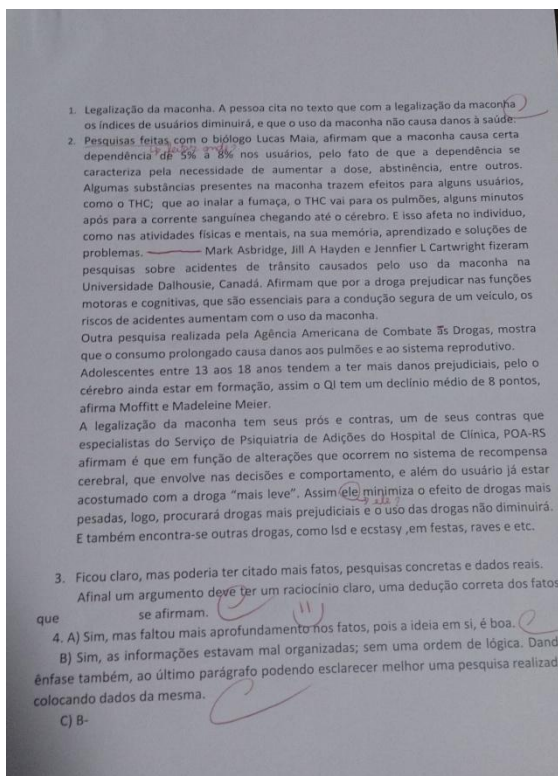 1. Legalização da maconha. A pessoa cita no texto que com a legalização da maconha
os índices de usuários diminuirá, e que o uso da maconha não causa danos à saúde.
2. Pesquisas feitas com o biólogo Lucas Maia, afirmam que a maconha causa certa
dependência de 5% a 8% nos usuários, pelo fato de que a dependência se
caracteriza pela necessidade de aumentar a dose, abstinência, entre outros.
Algumas substâncias presentes na maconha trazem efeitos para alguns usuários,
como o THC; que ao inalar a fumaça, o THC vai para os pulmões, alguns minutos
após para a corrente sanguínea chegando até o cérebro. E isso afeta no indivíduo,
como nas atividades físicas e mentais, na sua memória, aprendizado e soluções de
problemas. Mark Asbridge, Jill A Hayden e Jennfier L Cartwright fizeram
pesquisas sobre acidentes de trânsito causados pelo uso da maconha na
Universidade Dalhousie, Canadá. Afirmam que por a droga prejudicar nas funções
motoras e cognitivas, que são essenciais para a condução segura de um veículo, os
riscos de acidentes aumentam com o uso da maconha.
Outra pesquisa realizada pela Agência Americana de Combate as Drogas, mostra
que o consumo prolongado causa danos aos pulmões e ao sistema reprodutivo.
Adolescentes entre 13 aos 18 anos tendem a ter mais danos prejudiciais, pelo o
cérebro ainda estar em formação, assim o QI tem um declínio médio de 8 pontos,
afirma Moffitt e Madeleine Meier.
A legalização da maconha tem seus prós e contras, um de seus contras que
especialistas do Serviço de Psiquiatria de Adições do Hospital de Clínica, POA-RS
afirmam é que em função de alterações que ocorrem no sistema de recompensa
cerebral, que envolve nas decisões e comportamento, e além do usuário já estar
acostumado com a droga “mais leve”. Assim ele minimiza o efeito de drogas mais
ele?
pesadas, logo, procurará drogas mais prejudiciais e o uso das drogas não diminuirá.
E também encontra-se outras drogas, como lsd e ecstasy ,em festas, raves e etc.
3. Ficou claro, mas poderia ter citado mais fatos, pesquisas concretas e dados reais.
Afinal um argumento deve ter um raciocínio claro, uma dedução correta dos fatos
que se afirmam.
4. A) Sim, mas faltou mais aprofundamento nos fatos, pois a ideia em si, é boa.
B) Sim, as informações estavam mal organizadas; sem uma ordem de lógica. Dand
ênfase também, ao último parágrafo podendo esclarecer melhor uma pesquisa realizad
colocando dados da mesma.
C) B-